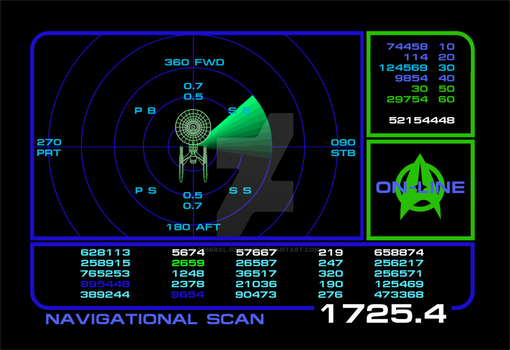 360 FWD
0.7
0.5
P B
270
PRT
090
STB
P S
S S
0.5
0.7
180 AFT
74458 10
114 20
124569 30
9854 40
30 50
29754 60
52154448
ON-LINE
628113 5674 57667 219 658874
258915 2659 26587 247 256217
765253 1248 36517 320 256571
895448 2378 21036 190 125469
389244 9854 90473 276 473368
NAVIGATIONAL SCAN
1725.4